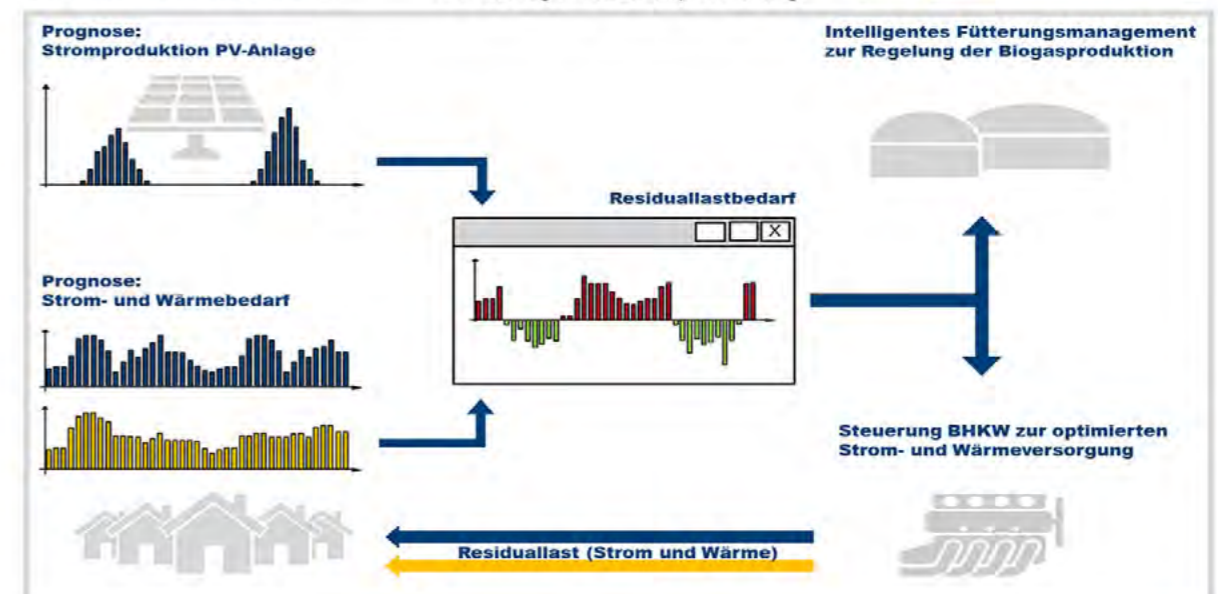 Prognose:
Stromproduktion PV-Anlage
Intelligentes Fütterungsmanagement
zur Regelung der Biogasproduktion
Residuallastbedarf
X
Prognose:
Strom- und Wärmebedarf
Steuerung BHKW zur optimierten
Strom- und Wärmeversorgung
Residuallast (Strom und Wärme)